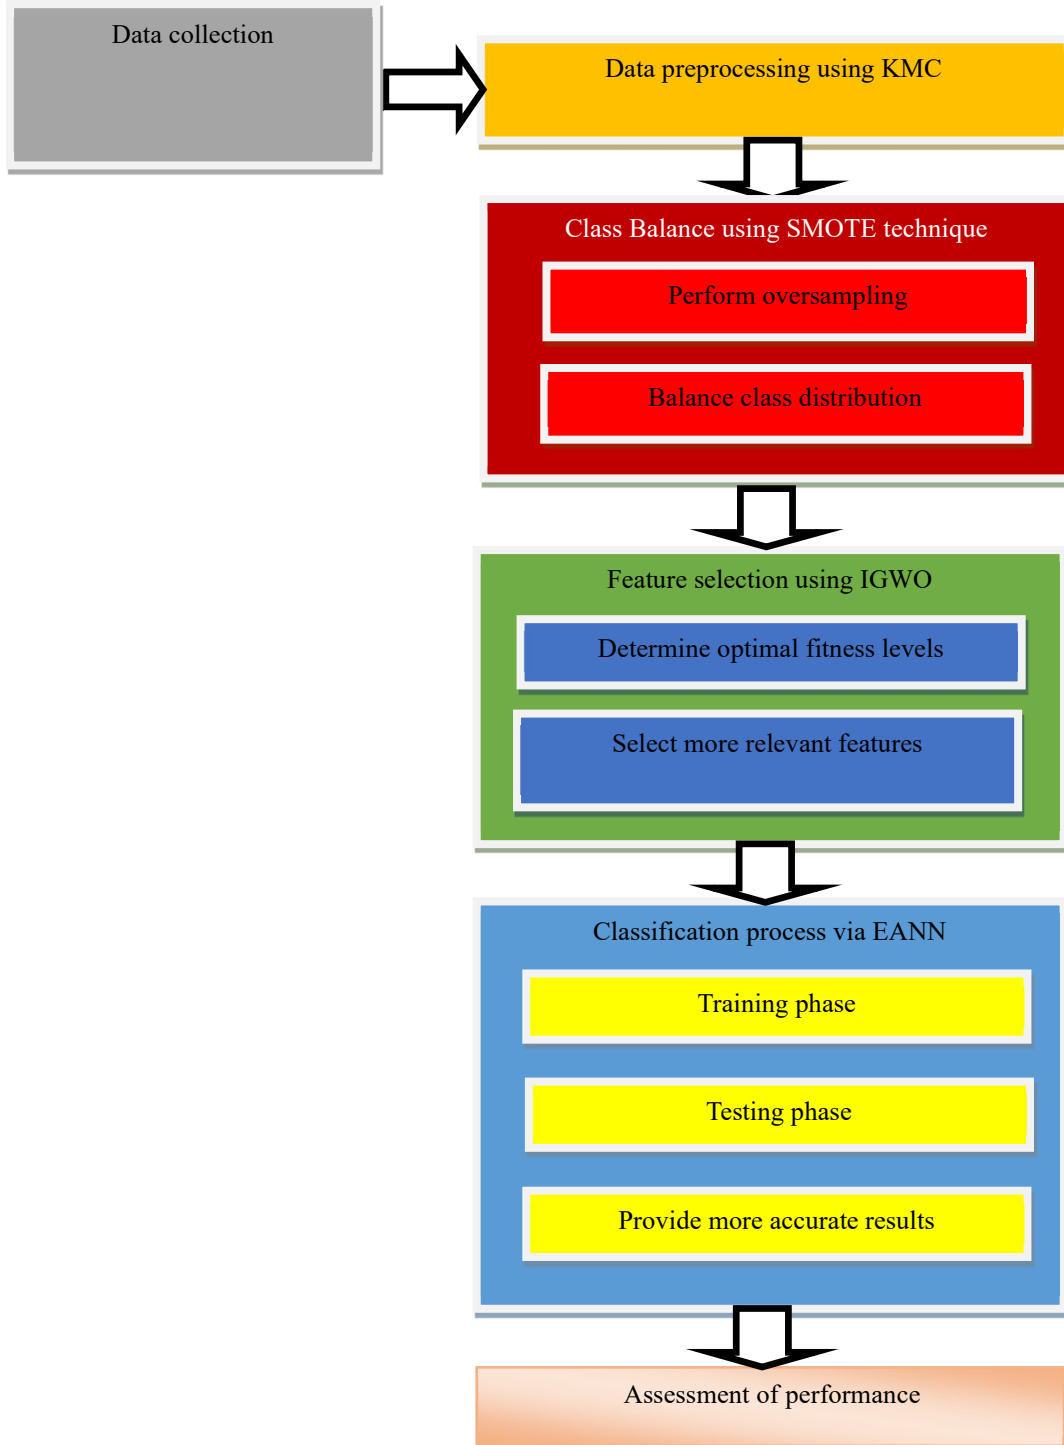 Data collection
Data preprocessing using KMC
Class Balance using SMOTE technique
Perform oversampling
Balance class distribution
Feature selection using IGWO
Determine optimal fitness levels
Select more relevant features
Classification process via EANN
Training phase
Testing phase
Provide more accurate results
Assessment of performance